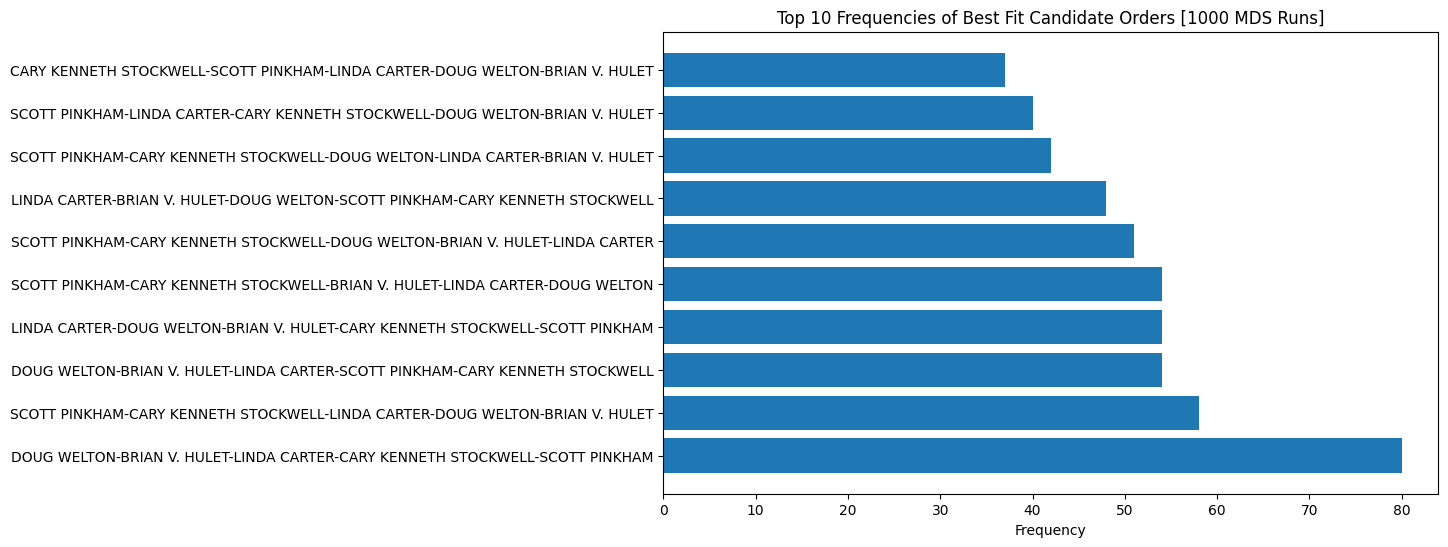 Top 10 Frequencies of Best Fit Candidate Orders [1000 MDS Runs]
CARY KENNETH STOCKWELL-SCOTT PINKHAM-LINDA CARTER-DOUG WELTON-BRIAN V. HULET
SCOTT PINKHAM-LINDA CARTER-CARY KENNETH STOCKWELL-DOUG WELTON-BRIAN V. HULET
SCOTT PINKHAM-CARY KENNETH STOCKWELL-DOUG WELTON-LINDA CARTER-BRIAN V. HULET
LINDA CARTER-BRIAN V. HULET-DOUG WELTON-SCOTT PINKHAM-CARY KENNETH STOCKWELL
SCOTT PINKHAM-CARY KENNETH STOCKWELL-DOUG WELTON-BRIAN V. HULET-LINDA CARTER
SCOTT PINKHAM-CARY KENNETH STOCKWELL-BRIAN V. HULET-LINDA CARTER-DOUG WELTON
LINDA CARTER-DOUG WELTON-BRIAN V. HULET-CARY KENNETH STOCKWELL-SCOTT PINKHAM
DOUG WELTON-BRIAN V. HULET-LINDA CARTER-SCOTT PINKHAM-CARY KENNETH STOCKWELL
SCOTT PINKHAM-CARY KENNETH STOCKWELL-LINDA CARTER-DOUG WELTON-BRIAN V. HULET
DOUG WELTON-BRIAN V. HULET-LINDA CARTER-CARY KENNETH STOCKWELL-SCOTT PINKHAM
0 10 20 30 40 50 60 70 80
Frequency